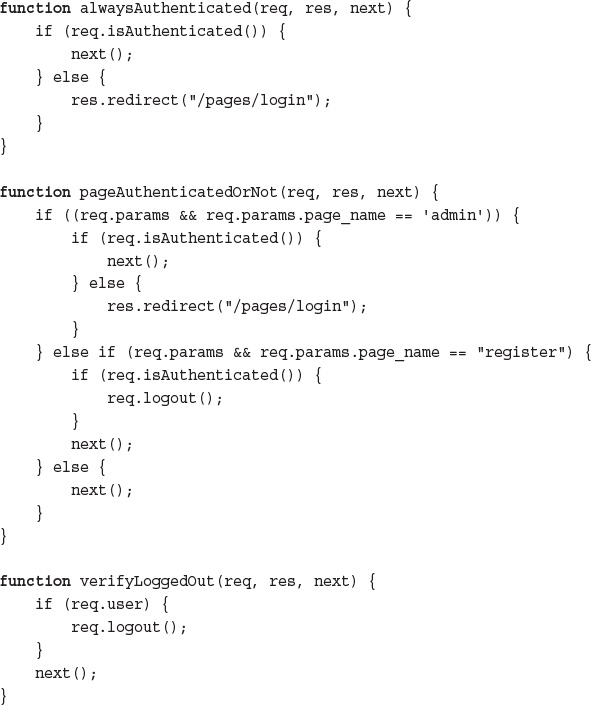 function alwaysAuthenticated(req, res, next) {
    if (req.isAuthenticated()) {
        next();
    } else {
        res.redirect("/pages/login");
    }
}

function pageAuthenticatedOrNot(req, res, next) {
    if ((req.params && req.params.page_name == 'admin')) {
        if (req.isAuthenticated()) {
            next();
        } else {
            res.redirect("/pages/login");
        }
    } else if (req.params && req.params.page_name == "register") {
        if (req.isAuthenticated()) {
            req.logout();
        }
        next();
    } else {
        next();
    }
}

function verifyLoggedOut(req, res, next) {
    if (req.user) {
        req.logout();
    }
    next();
}